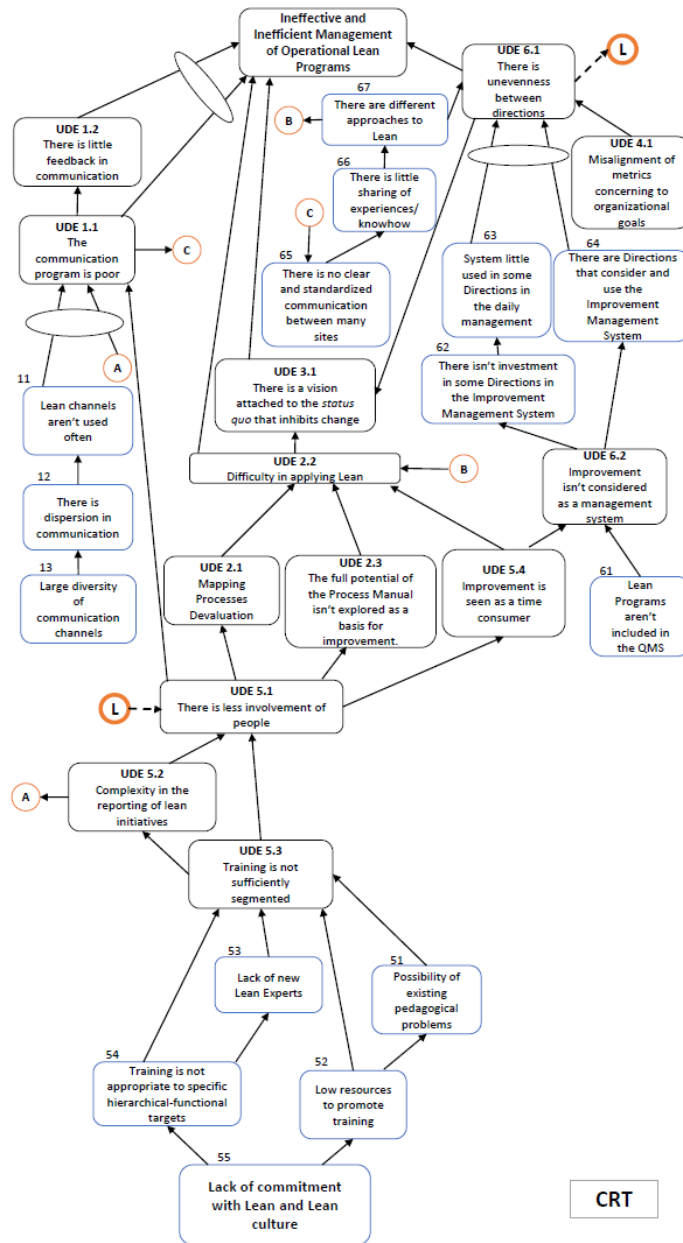 Ineffective and
Inefficient Management
of Operational Lean
Programs
UDE 6.1
There is
unevenness
between
directions
L
67
There are different
approaches to
Lean
B
UDE 1.2
There is little
feedback in
communication
66
There is little
sharing of
experiences/
knowhow
UDE 4.1
Misalignment of
metrics
concerning to
organizational
goals
UDE 1.1
The
communication
program is poor
C
C
65
There is no clear
and standardized
communication
between many
sites
63
System little
used in some
Directions in
the daily
management
64
There are Directions
that consider and
use the
Improvement
Management
System
A
11
Lean channels
aren't used
often
UDE 3.1
There is a vision
attached to the status
quo that inhibits change
62
There isn't investment
in some Directions in
the Improvement
Management System
12
There is
dispersion in
communication
UDE 2.2
Difficulty in applying Lean
B
UDE 6.2
Improvement
isn't considered
as a management
system
13
Large diversity
of
communication
channels
UDE 2.1
Mapping
Processes
Devaluation
UDE 2.3
The full potential of
the Process Manual
isn't explored as a
basis for
improvement.
UDE 5.4
Improvement is
seen as a time
consumer
61
Lean
Programs
aren't
included in
the QMS
L
UDE 5.1
There is less involvement of
people
UDE 5.2
Complexity in the
reporting of lean
initiatives
A
UDE 5.3
Training is not
sufficiently
segmented
53
Lack of new
Lean Experts
51
Possibility of
existing
pedagogical
problems
54
Training is not
appropriate to specific
hierarchical-functional
targets
52
Low resources
to promote
training
55
Lack of commitment
with Lean and Lean
culture
CRT